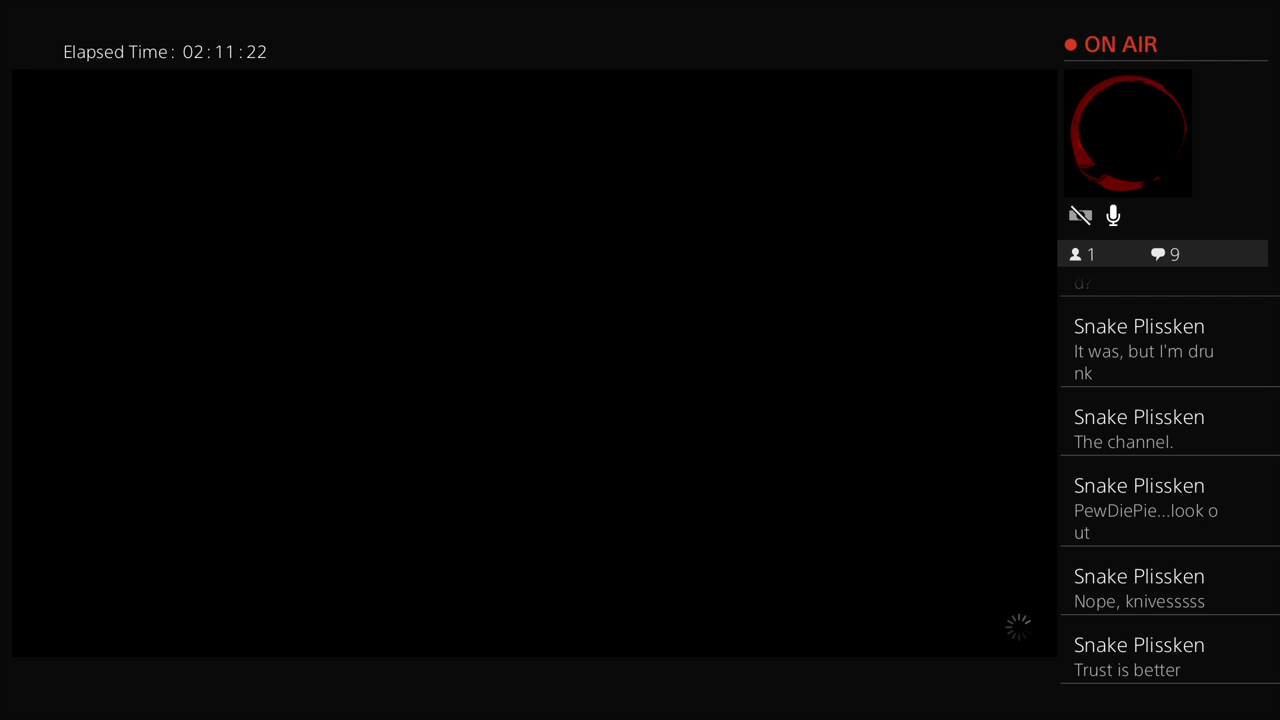 Elapsed Time: 02:11:22
ON AIR
1 9
d?
Snake Plissken
It was, but I'm dru
nk
Snake Plissken
The channel.
Snake Plissken
PewDiePie...look o
ut
Snake Plissken
Nope, knivesssss
Snake Plissken
Trust is better